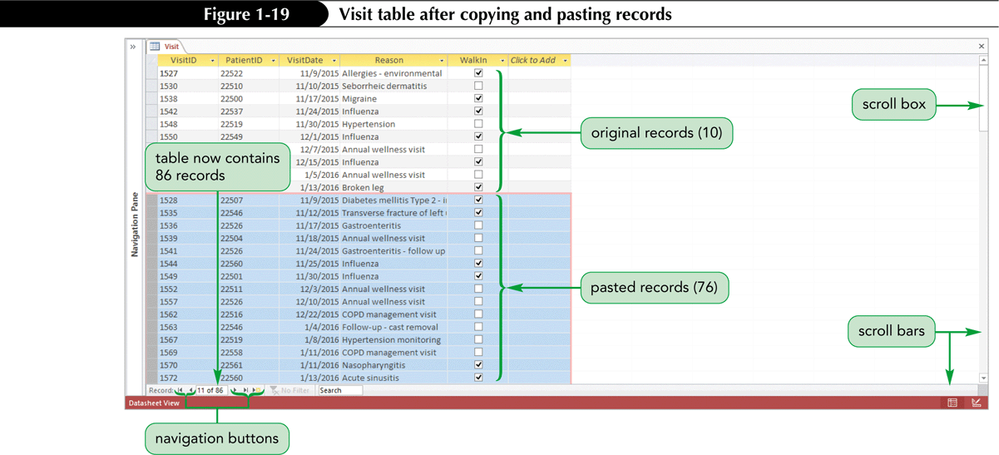 Figure 1-19 Visit table after copying and pasting records
Visit
VisitID PatientID VisitDate Reason WalkIn Click to Add
1527 22522 11/9/2015 Allergies - environmental
1530 22510 11/10/2015 Seborrheic dermatitis
1538 22500 11/17/2015 Migraine
1542 22537 11/24/2015 Influenza
1548 22519 11/30/2015 Hypertension
1550 22549 12/1/2015 Influenza
12/7/2015 Annual wellness visit
12/15/2015 Influenza
1/5/2016 Annual wellness visit
1/13/2016 Broken leg
table now contains
86 records
original records (10)
scroll box
Navigation Pane
1528 22507 11/9/2015 Diabetes mellitis Type 2 - i
1535 22546 11/12/2015 Transverse fracture of left
1536 22526 11/17/2015 Gastroenteritis
1539 22504 11/18/2015 Annual wellness visit
1541 22526 11/24/2015 Gastroenteritis - follow up
1544 22560 11/25/2015 Influenza
1549 22501 11/30/2015 Influenza
1552 22511 12/3/2015 Annual wellness visit
1557 22526 12/10/2015 Annual wellness visit
1562 22516 12/22/2015 COPD management visit
1563 22546 1/4/2016 Follow-up - cast removal
1567 22519 1/8/2016 Hypertension monitoring
1569 22558 1/11/2016 COPD management visit
1570 22561 1/11/2016 Nasopharyngitis
1572 22560 1/13/2016 Acute sinusitis
pasted records (76)
scroll bars
Record: 11 of 86 No Filter Search
Datasheet View
navigation buttons